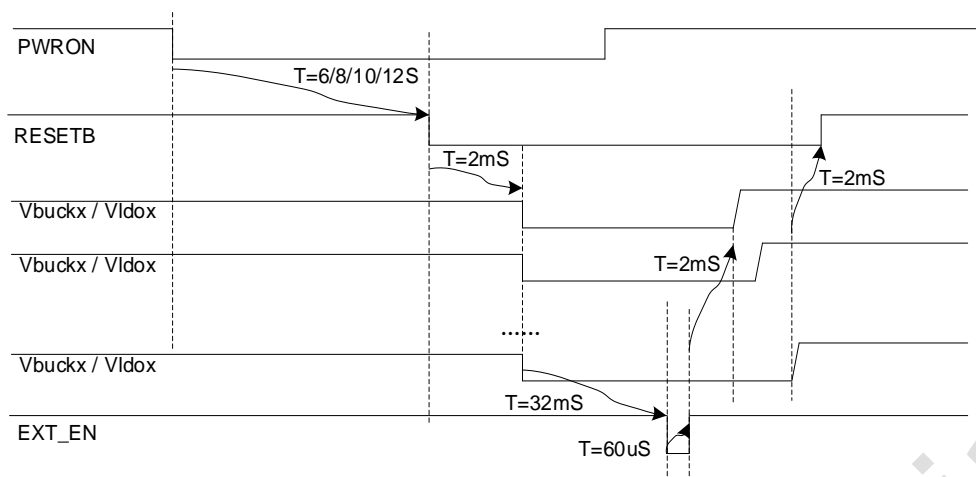 PWRON
T=6/8/10/12S
RESETB
T=2mS
T=2mS
Vbuckx / Vldox
Vbuckx / Vldox
T=2mS
......
Vbuckx / Vldox
T=32mS
EXT_EN
T=60uS